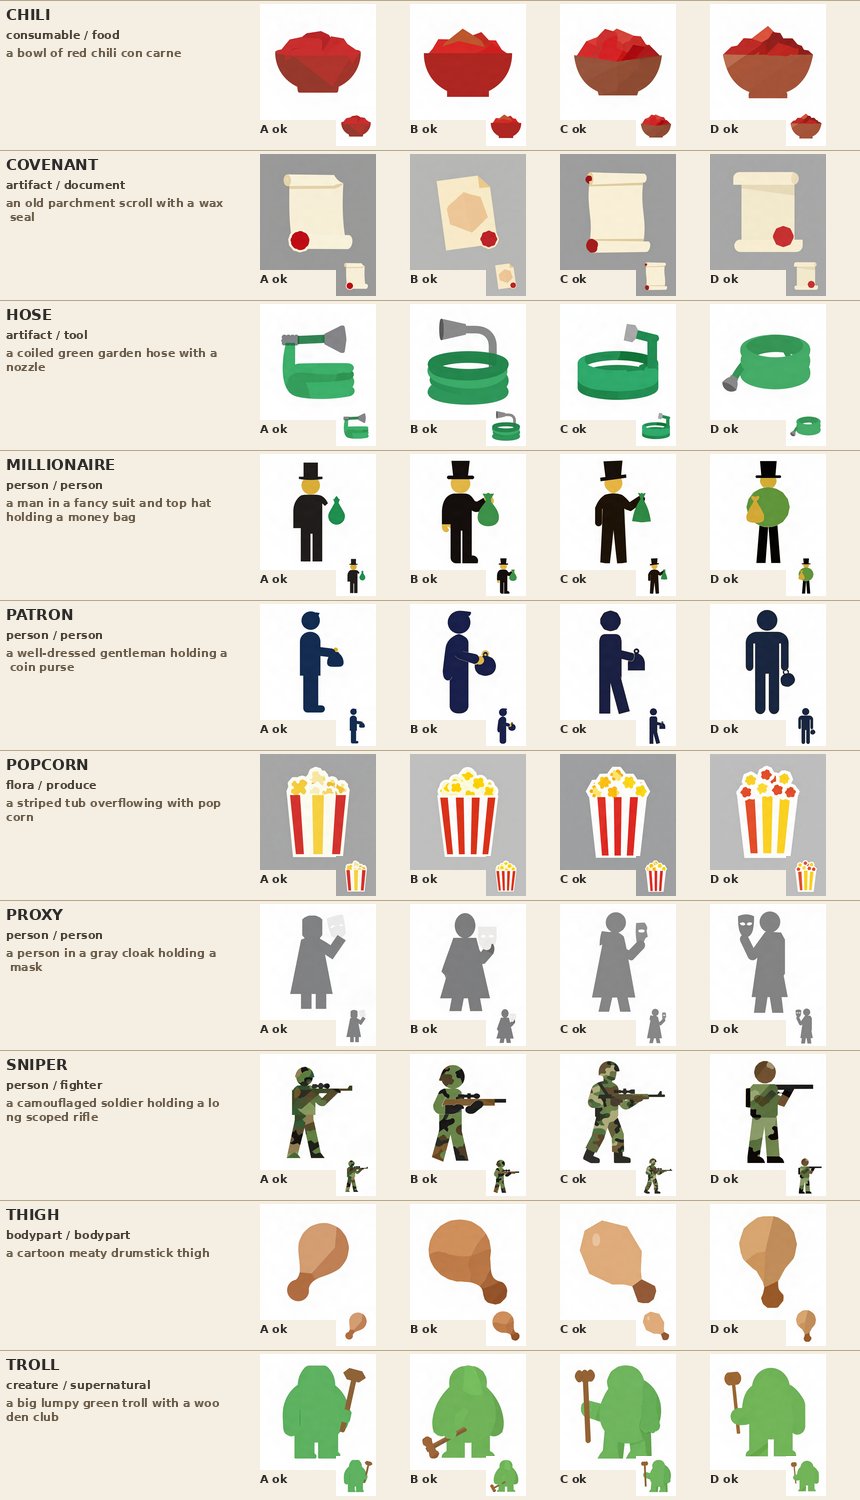 CHILI
consumable / food
a bowl of red chili con carne
A ok
B ok
C ok
D ok
COVENANT
artifact / document
an old parchment scroll with a wax
seal
A ok
B ok
C ok
D ok
HOSE
artifact / tool
a coiled green garden hose with a
nozzle
A ok
B ok
C ok
D ok
MILLIONAIRE
person / person
a man in a fancy suit and top hat
holding a money bag
A ok
B ok
C ok
D ok
PATRON
person / person
a well-dressed gentleman holding a
coin purse
A ok
B ok
C ok
D ok
POPCORN
flora / produce
a striped tub overflowing with pop
corn
A ok
B ok
C ok
D ok
PROXY
person / person
a person in a gray cloak holding a
mask
A ok
B ok
C ok
D ok
SNIPER
person / fighter
a camouflaged soldier holding a lo
ng scoped rifle
A ok
B ok
C ok
D ok
THIGH
bodypart / bodypart
a cartoon meaty drumstick thigh
A ok
B ok
C ok
D ok
TROLL
creature / supernatural
a big lumpy green troll with a woo
den club
A ok
B ok
C ok
D ok